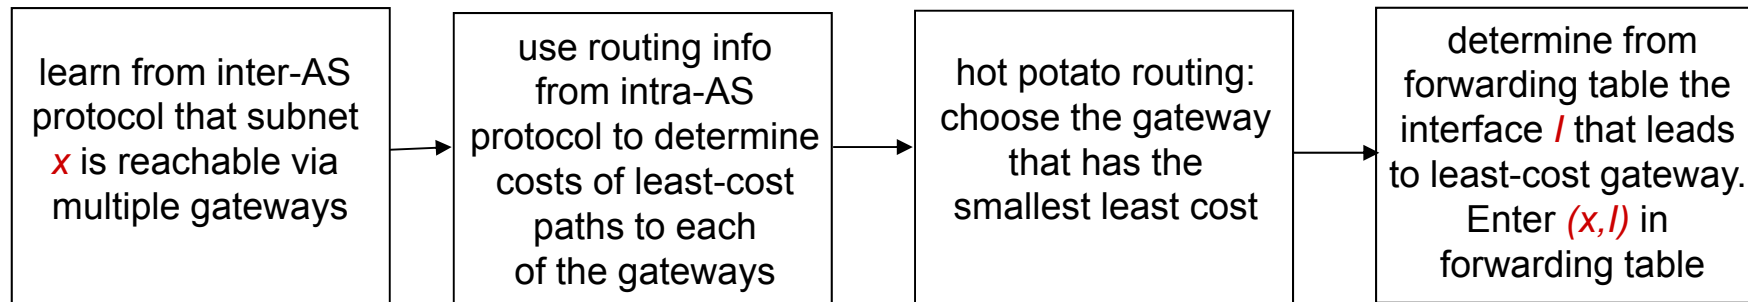 learn from inter-AS
protocol that subnet
x is reachable via
multiple gateways
use routing info
from intra-AS
protocol to determine
costs of least-cost
paths to each
of the gateways
hot potato routing:
choose the gateway
that has the
smallest least cost
determine from
forwarding table the
interface I that leads
to least-cost gateway.
Enter (x,I) in
forwarding table